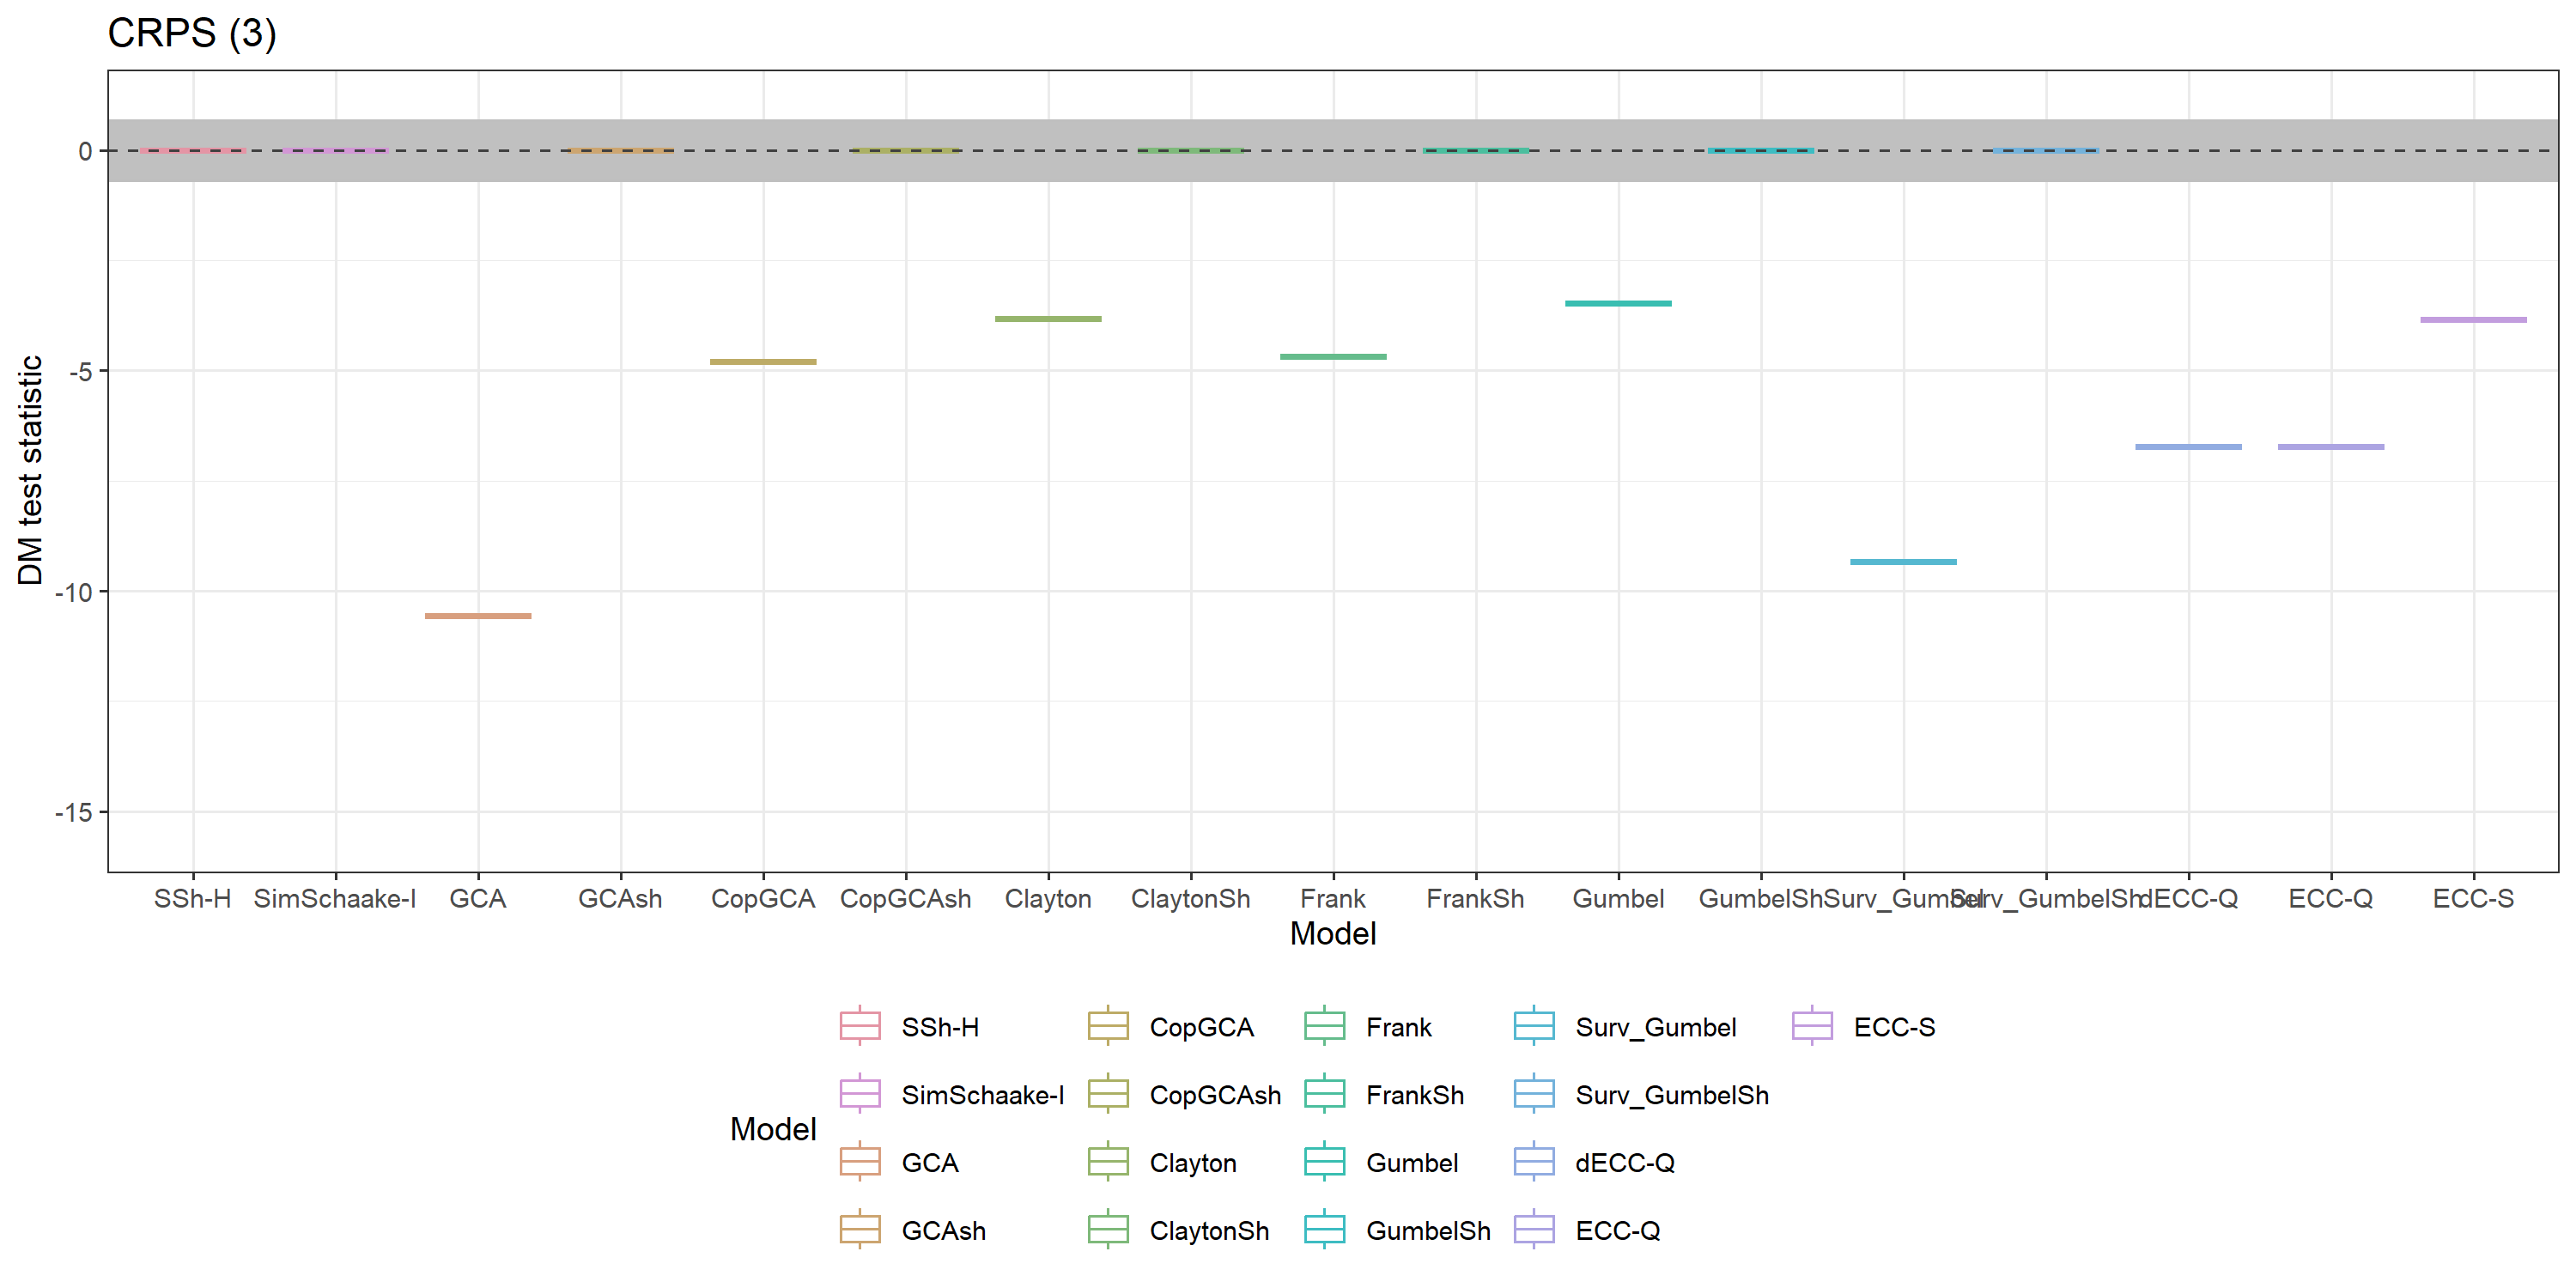 CRPS (3)
DM test statistic
0
-5
-10
-15
SSh-H SimSchaake-I GCA GCAsh CopGCA CopGCAsh Clayton ClaytonSh Frank FrankSh Gumbel GumbelSh Surv_Gumbel Surv_GumbelSh dECC-Q ECC-Q ECC-S
Model
Model
SSh-H CopGCA Frank Surv_Gumbel ECC-S
SimSchaake-I CopGCAsh FrankSh Surv_GumbelSh
GCA Clayton Gumbel dECC-Q
GCAsh ClaytonSh GumbelSh ECC-Q